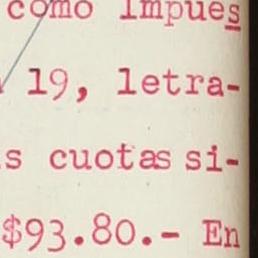 como Impues
19, letra-
s cuotas si-
$93.80.- En